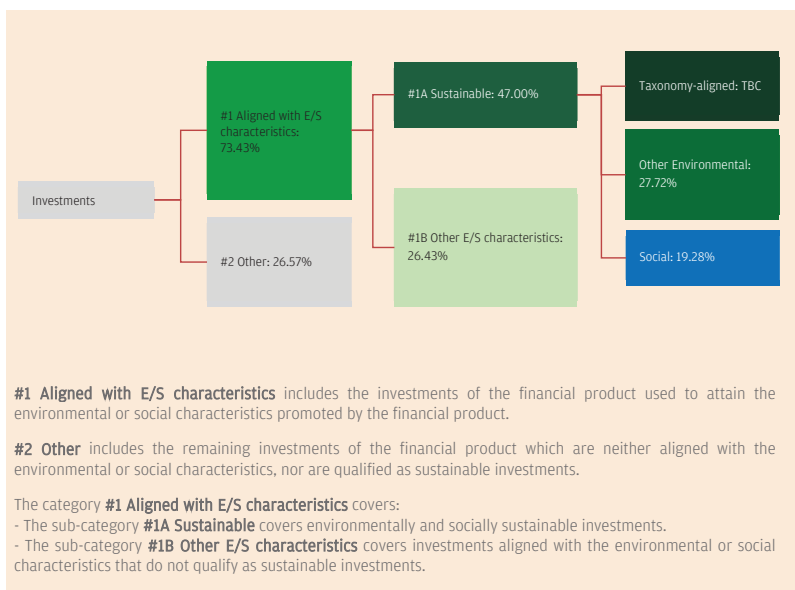 Investments
#1 Aligned with E/S
characteristics:
73.43%
#2 Other: 26.57%
#1A Sustainable: 47.00%
#1B Other E/S characteristics:
26.43%
Taxonomy-aligned: TBC
Other Environmental:
27.72%
Social: 19.28%
#1 Aligned with E/S characteristics includes the investments of the financial product used to attain the
environmental or social characteristics promoted by the financial product.
#2 Other includes the remaining investments of the financial product which are neither aligned with the
environmental or social characteristics, nor are qualified as sustainable investments.
The category #1 Aligned with E/S characteristics covers:
- The sub-category #1A Sustainable covers environmentally and socially sustainable investments.
- The sub-category #1B Other E/S characteristics covers investments aligned with the environmental or social
characteristics that do not qualify as sustainable investments.